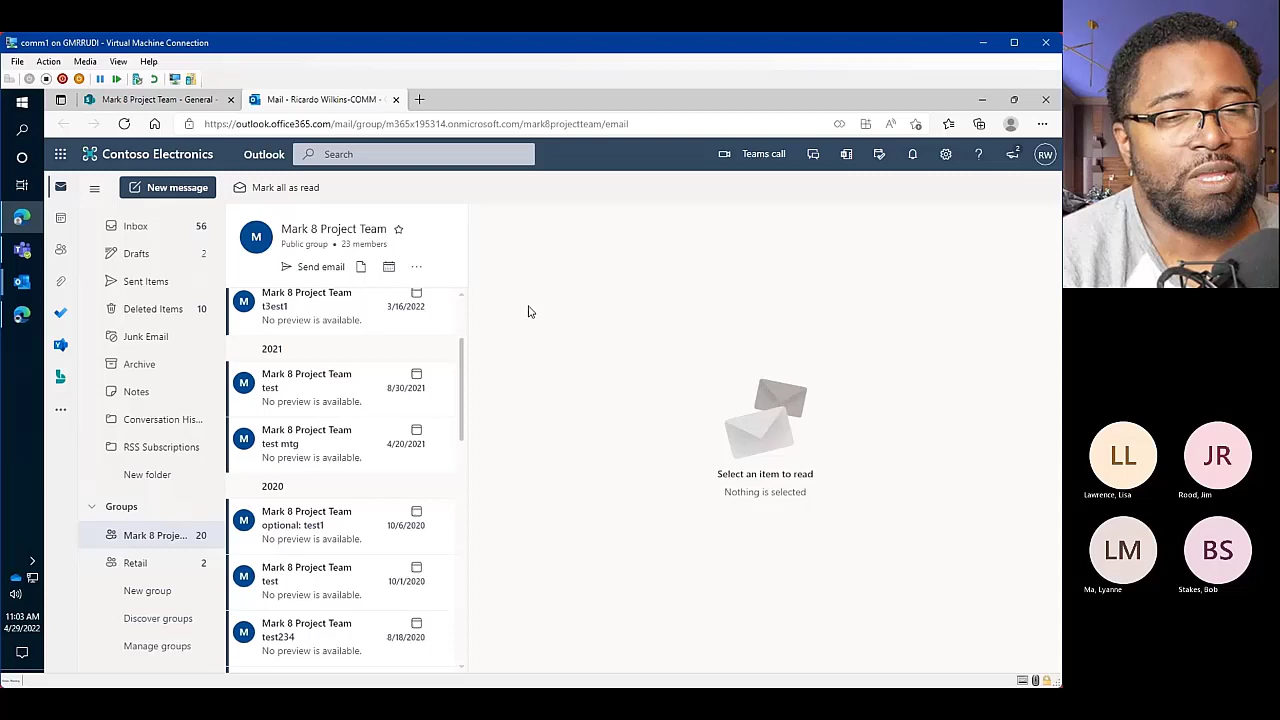 comm1 on GMRRUDI - Virtual Machine Connection
File Action Media View Help
Mark 8 Project Team - General -
Mail - Ricardo Wilkins-COMM -
https://outlook.office365.com/mail/group/m365x195314.onmicrosoft.com/mark8projectteam/email
Contoso Electronics
Outlook
Search
Teams call
2
RW
New message
Mark all as read
Inbox 56
Drafts 2
Sent Items
Deleted Items 10
Junk Email
Archive
Notes
Conversation His...
RSS Subscriptions
New folder
Groups
Mark 8 Proje... 20
Retail 2
New group
Discover groups
Manage groups
M
Mark 8 Project Team
Public group • 23 members
Send email
M
Mark 8 Project Team
t3est1 3/16/2022
No preview is available.
2021
M
Mark 8 Project Team
test 8/30/2021
No preview is available.
M
Mark 8 Project Team
test mtg 4/20/2021
No preview is available.
2020
M
Mark 8 Project Team
optional: test1 10/6/2020
No preview is available.
M
Mark 8 Project Team
test 10/1/2020
No preview is available.
M
Mark 8 Project Team
test234 8/18/2020
No preview is available.
Select an item to read
Nothing is selected
11:03 AM
4/29/2022
LL
Lawrence, Lisa
JR
Rood, Jim
LM
Ma, Lyanne
BS
Stakes, Bob